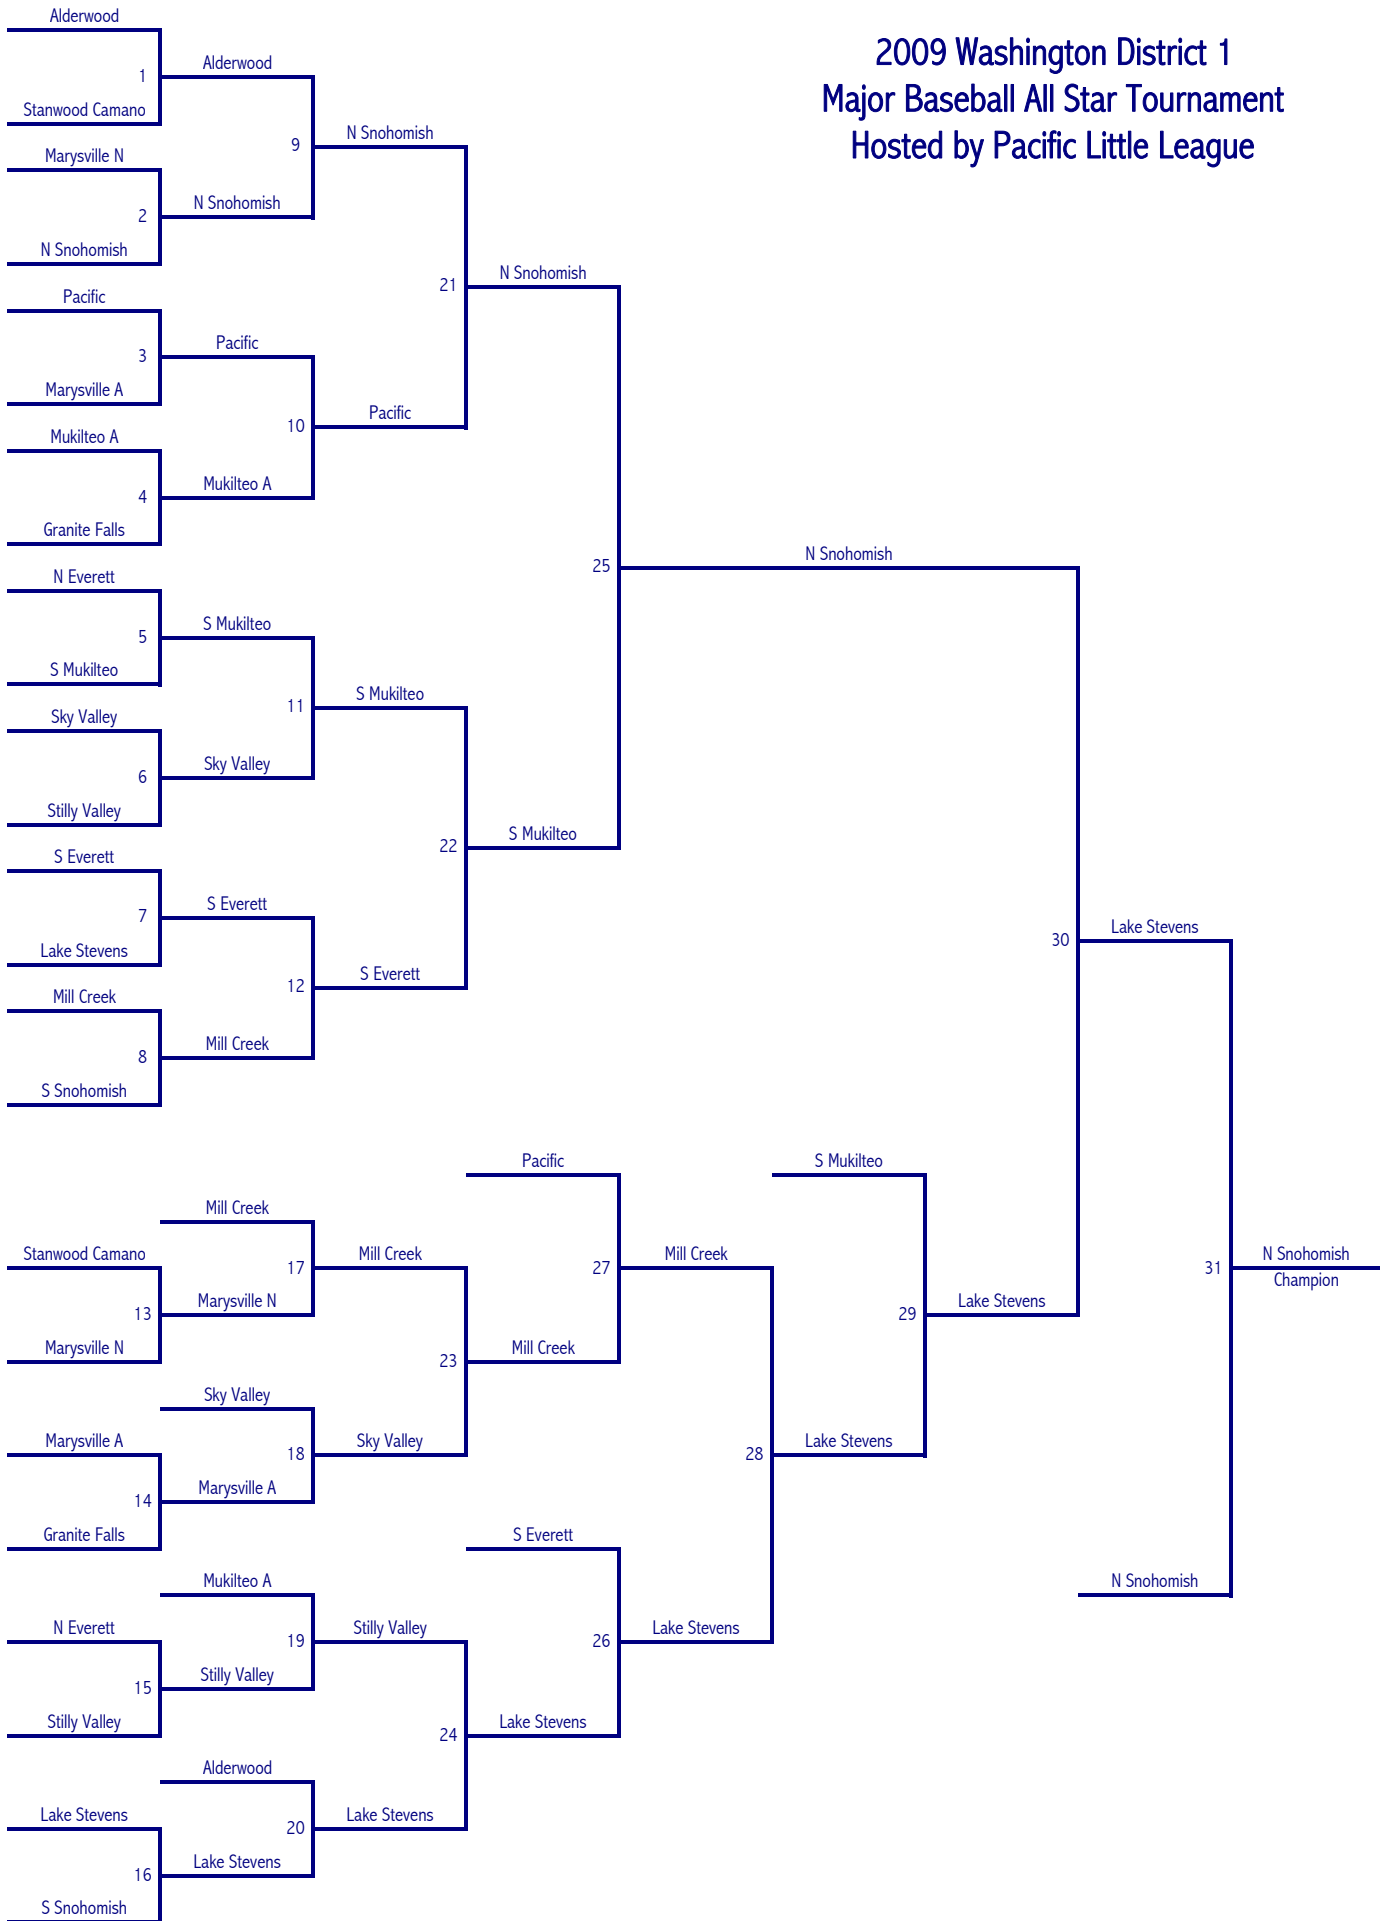 2009 Washington District 1
Major Baseball All Star Tournament
Hosted by Pacific Little League
Alderwood
1
Stanwood Camano
Alderwood
Marysville N
2
N Snohomish
N Snohomish
9
N Snohomish
Pacific
3
Marysville A
Pacific
Mukilteo A
4
Granite Falls
Mukilteo A
10
Pacific
21
N Snohomish
N Everett
5
S Mukilteo
S Mukilteo
Sky Valley
6
Stilly Valley
Sky Valley
11
S Mukilteo
S Everett
7
Lake Stevens
S Everett
Mill Creek
8
S Snohomish
Mill Creek
12
S Everett
22
S Mukilteo
25
N Snohomish
Mill Creek
Stanwood Camano
13
Marysville N
Marysville N
17
Mill Creek
Sky Valley
Marysville A
14
Granite Falls
Marysville A
18
Sky Valley
23
Pacific
Mill Creek
27
Mill Creek
Mukilteo A
N Everett
15
Stilly Valley
Stilly Valley
19
Stilly Valley
Alderwood
Lake Stevens
16
S Snohomish
Lake Stevens
20
Lake Stevens
24
S Everett
Lake Stevens
26
Lake Stevens
28
S Mukilteo
Lake Stevens
29
Lake Stevens
30
Lake Stevens
N Snohomish
31
N Snohomish
Champion